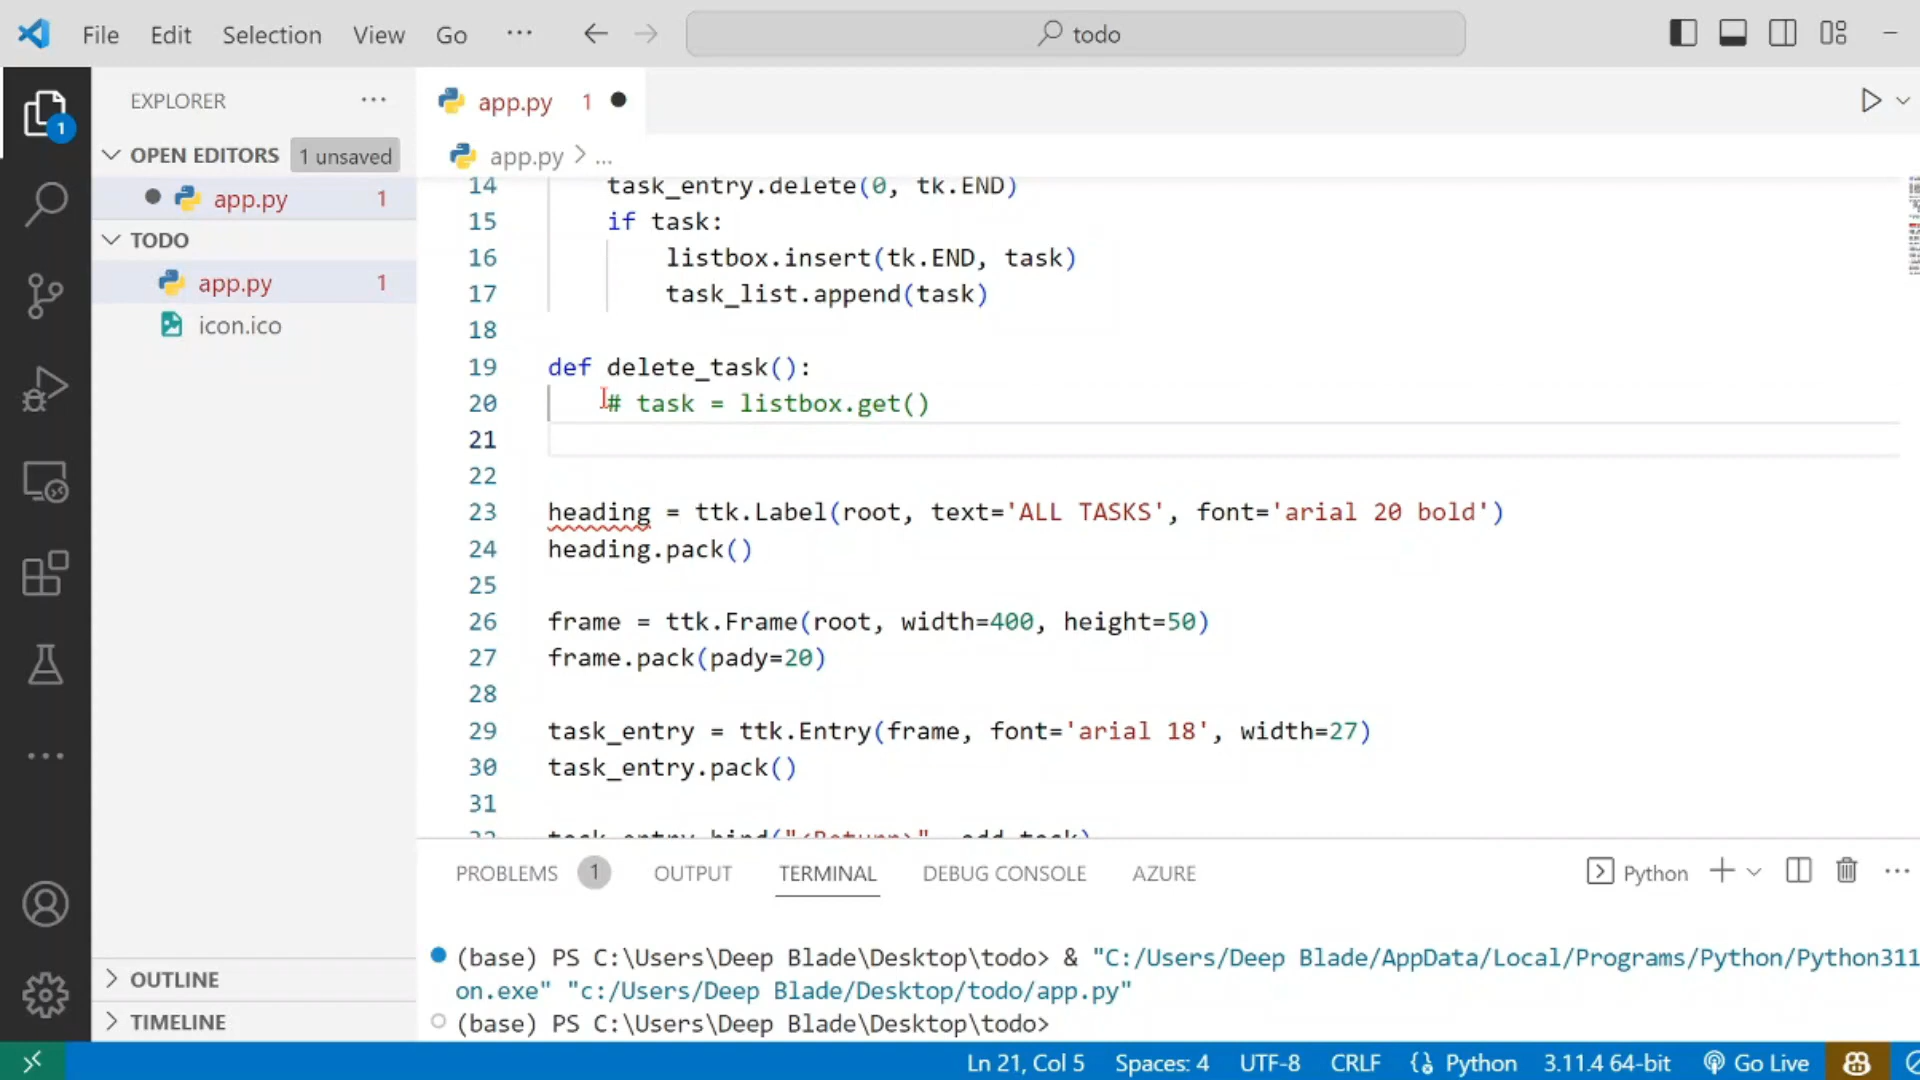 File Edit Selection View Go ··· todo
EXPLORER ···
OPEN EDITORS 1 unsaved
app.py 1
TODO
app.py 1
icon.ico
OUTLINE
TIMELINE
1
app.py 1
app.py > ...
14 task_entry.delete(0, tk.END)
15 if task:
16 listbox.insert(tk.END, task)
17 task_list.append(task)
18
19 def delete_task():
20 # task = listbox.get()
21
22
23 heading = ttk.Label(root, text='ALL TASKS', font='arial 20 bold')
24 heading.pack()
25
26 frame = ttk.Frame(root, width=400, height=50)
27 frame.pack(pady=20)
28
29 task_entry = ttk.Entry(frame, font='arial 18', width=27)
30 task_entry.pack()
31
32 task_entry.bind("<Return>", add_task)
PROBLEMS 1 OUTPUT TERMINAL DEBUG CONSOLE AZURE Python
(base) PS C:\Users\Deep Blade\Desktop\todo> & "C:/Users/Deep Blade/AppData/Local/Programs/Python/Python311
on.exe" "c:/Users/Deep Blade/Desktop/todo/app.py"
(base) PS C:\Users\Deep Blade\Desktop\todo>
Ln 21, Col 5 Spaces: 4 UTF-8 CRLF Python 3.11.4 64-bit Go Live